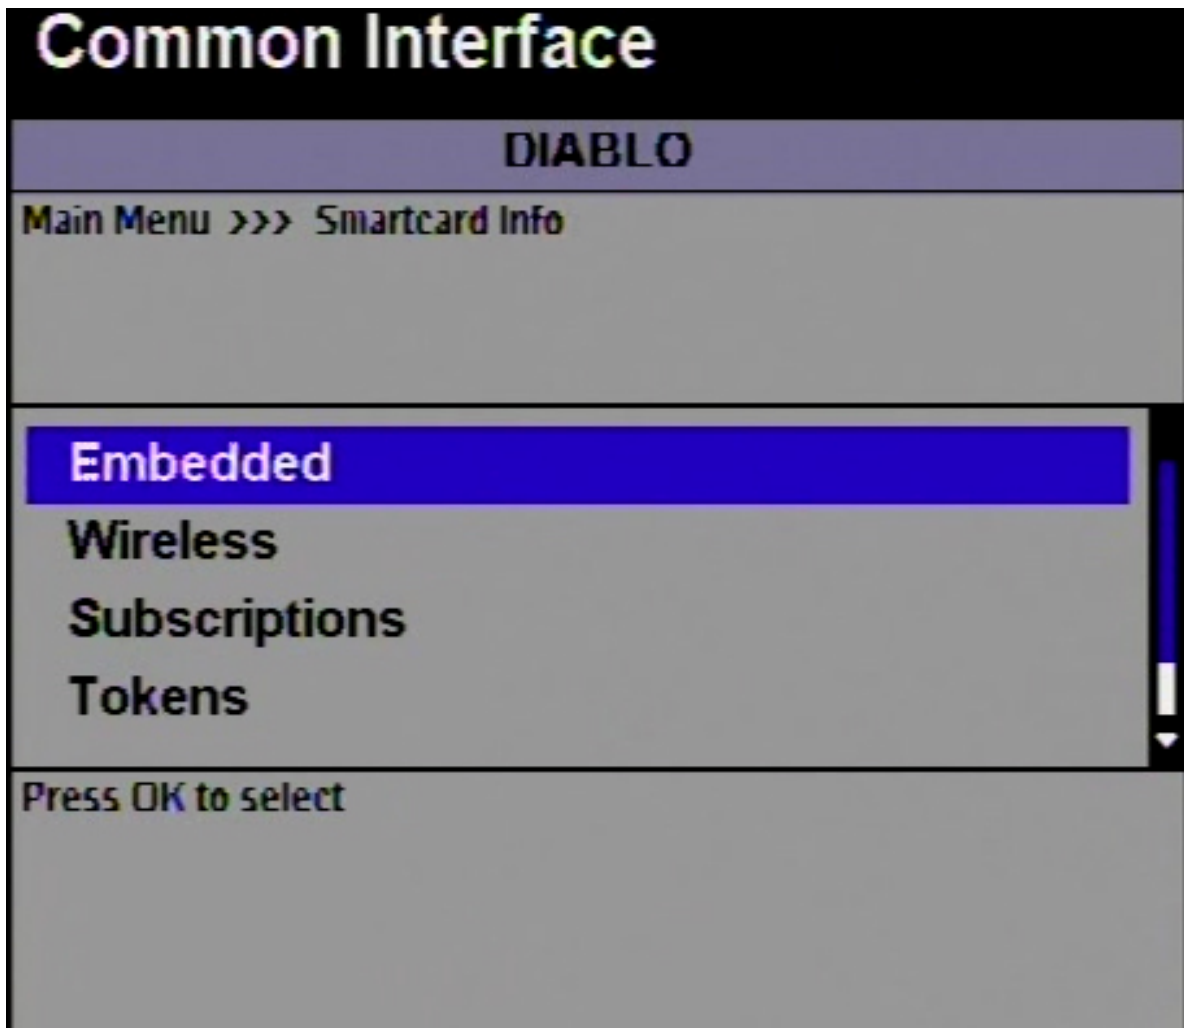 Common Interface
DIABLO
Main Menu >>> Smartcard Info
Embedded
Wireless
Subscriptions
Tokens
Press OK to select